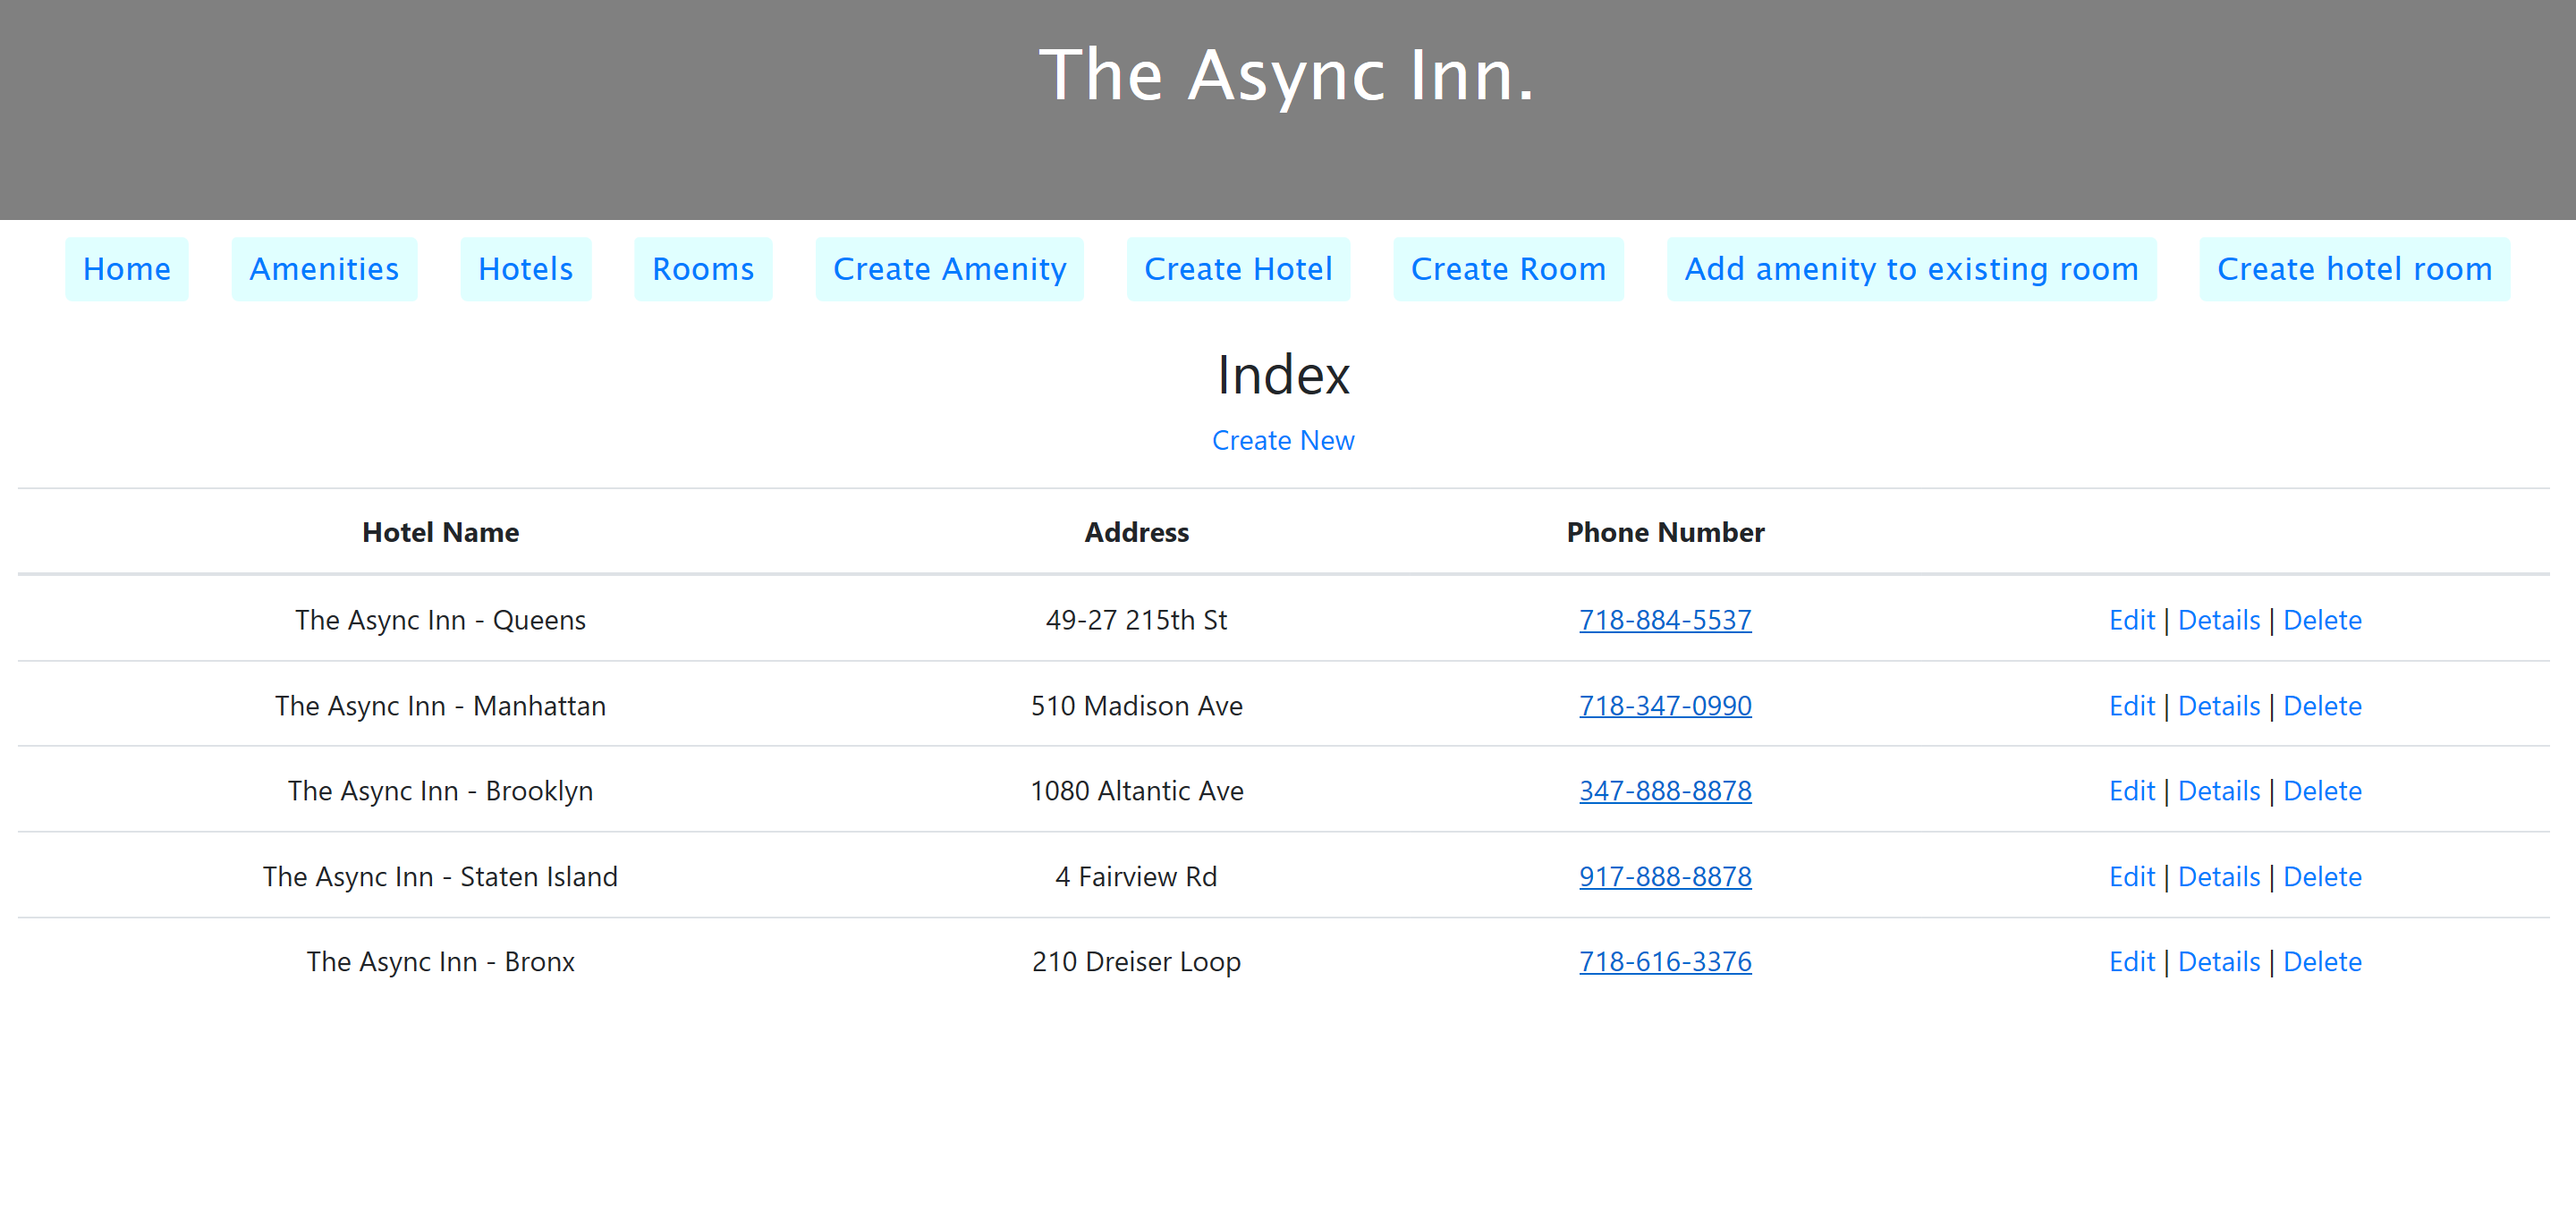 The Async Inn.
Home Amenities Hotels Rooms Create Amenity Create Hotel Create Room Add amenity to existing room Create hotel room
Index
Create New
Hotel Name Address Phone Number
The Async Inn - Queens 49-27 215th St 718-884-5537 Edit | Details | Delete
The Async Inn - Manhattan 510 Madison Ave 718-347-0990 Edit | Details | Delete
The Async Inn - Brooklyn 1080 Altantic Ave 347-888-8878 Edit | Details | Delete
The Async Inn - Staten Island 4 Fairview Rd 917-888-8878 Edit | Details | Delete
The Async Inn - Bronx 210 Dreiser Loop 718-616-3376 Edit | Details | Delete